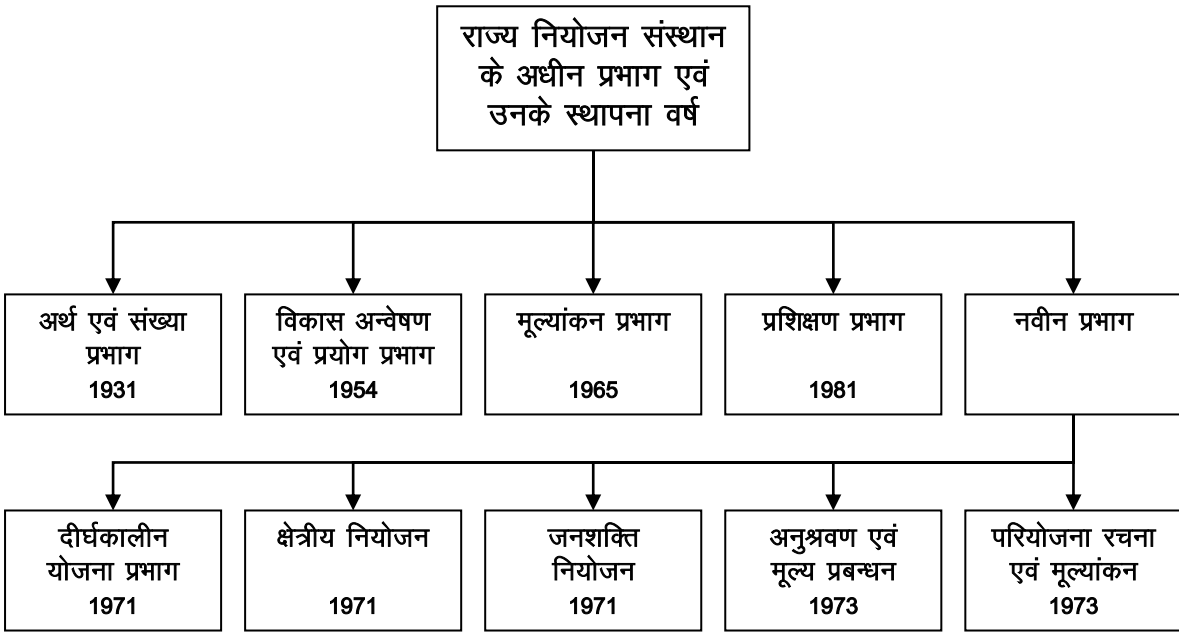 राज्य नियोजन संस्थान
के अधीन प्रभाग एवं
उनके स्थापना वर्ष
अर्थ एवं संख्या
प्रभाग
1931
विकास अन्वेषण
एवं प्रयोग प्रभाग
1954
मूल्यांकन प्रभाग
1965
प्रशिक्षण प्रभाग
1981
नवीन प्रभाग
दीर्घकालीन
योजना प्रभाग
1971
क्षेत्रीय नियोजन
1971
जनशक्ति
नियोजन
1971
अनुश्रवण एवं
मूल्य प्रबन्धन
1973
परियोजना रचना
एवं मूल्यांकन
1973